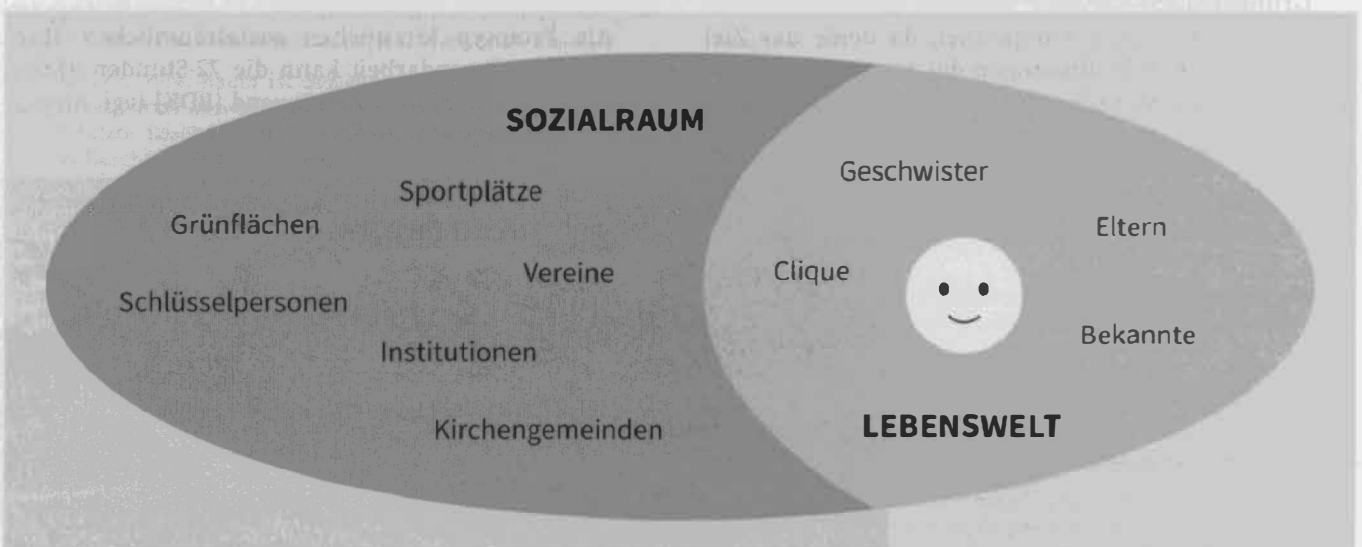 SOZIALRAUM
Geschwister
Sportplätze
Grünflächen
Eltern
Vereine
Clique
Schlüsselpersonen
Bekannte
Institutionen
LEBENSWELT
Kirchengemeinden